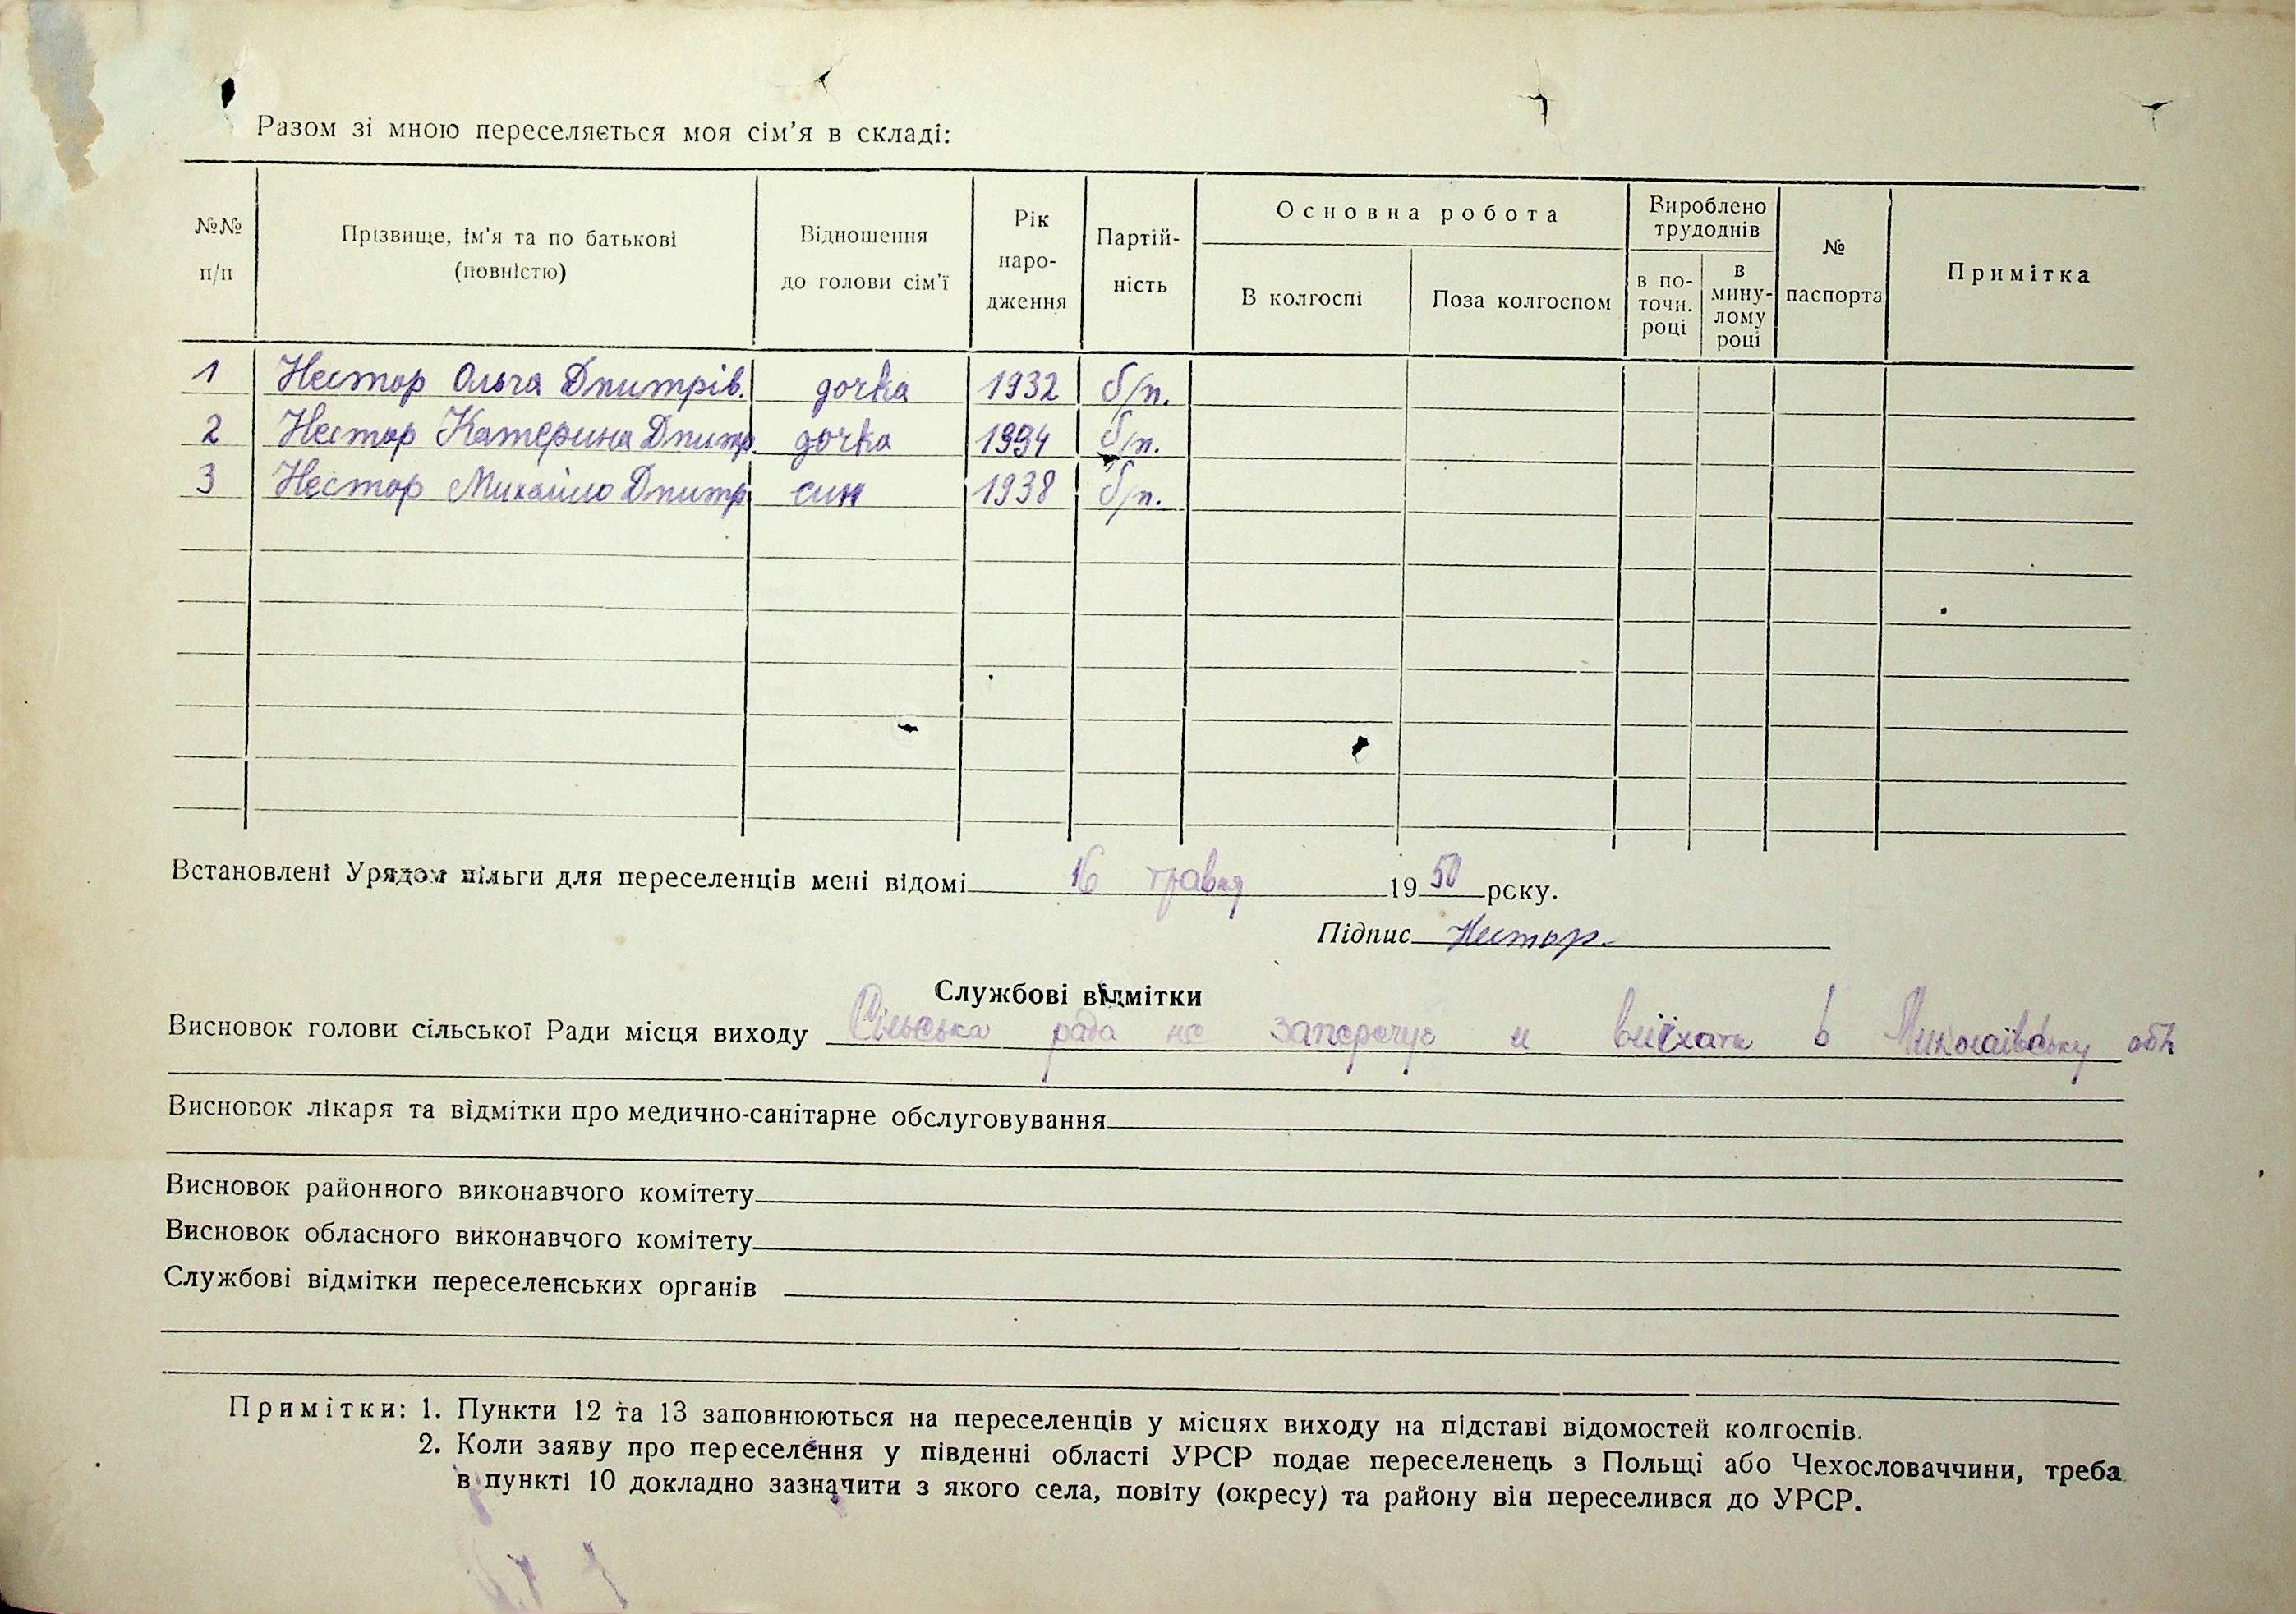 Разом зі мною переселяється моя сім'я в складі:
№№ п/п
Прізвище, ім'я та по батькові (повністю)
Відношення до голови сім'ї
Рік народження
Партійність
Основна робота
В колгоспі
Поза колгоспом
Вироблено трудоднів
в поточн. році
в минулому році
№ паспорта
Примітка
1 Нестор Ольга Дмитрів. дочка 1932 б/п.
2 Нестор Катерина Дмитр. дочка 1934 б/п.
3 Нестор Михайло Дмитр син 1938 б/п.
Встановлені Урядом пільги для переселенців мені відомі 16 травня 1950 року.
Підпис Нестор.
Службові відмітки
Висновок голови сільської Ради місця виходу Сільська рада не заперечує и виїхати в Миколаївську обл
Висновок лікаря та відмітки про медично-санітарне обслуговування
Висновок районного виконавчого комітету
Висновок обласного виконавчого комітету
Службові відмітки переселенських органів
Примітки: 1. Пункти 12 та 13 заповнюються на переселенців у місцях виходу на підставі відомостей колгоспів.
2. Коли заяву про переселення у південні області УРСР подає переселенець з Польщі або Чехословаччини, треба
в пункті 10 докладно зазначити з якого села, повіту (окресу) та району він переселився до УРСР.